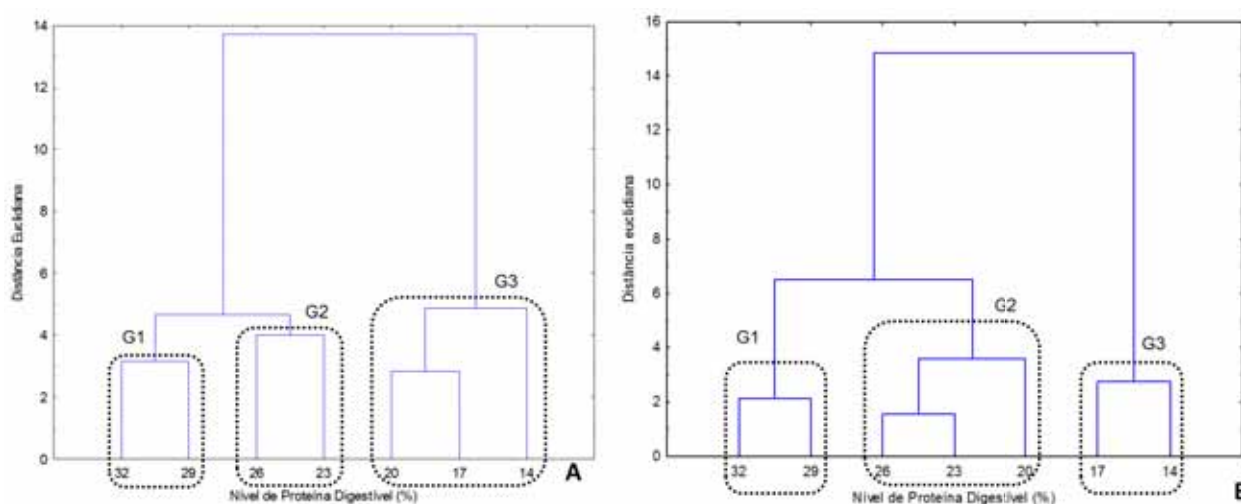 14
12
10
8
6
4
2
0
Distância Euclidiana
G1
G2
G3
32 29 26 23 20 17 14
Nível de Proteína Digestível (%)
A
16
14
12
10
8
6
4
2
0
Distância euclidiana
G1
G2
G3
32 29 26 23 20 17 14
Nível de Proteína Digestível (%)